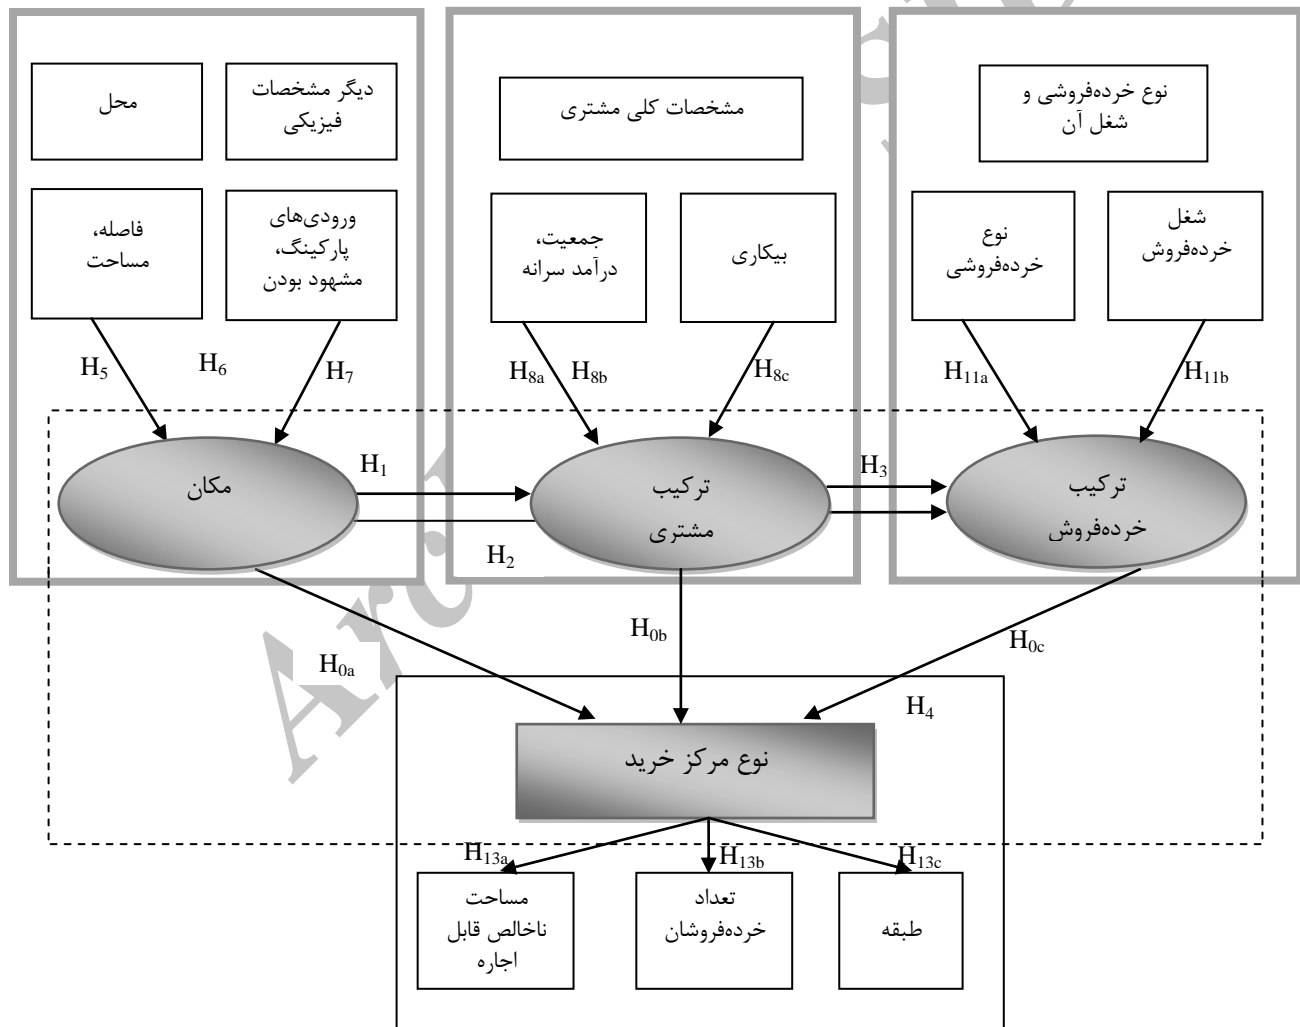 نوع خرده‌فروشی و
شغل آن
مشخصات کلی مشتری
دیگر مشخصات
فیزیکی
محل
شغل
خرده‌فروش
نوع
خرده‌فروشی
بیکاری
جمعیت،
درآمد سرانه
ورودی‌های
پارکینگ،
مشهود بودن
فاصله،
مساحت
H5
H6
H7
H8a
H8b
H8c
H11a
H11b
مکان
H1
H2
ترکیب
مشتری
H3
ترکیب
خرده‌فروش
H0a
H0b
H0c
H4
نوع مرکز خرید
H13a
H13b
H13c
مساحت
ناخالص قابل
اجاره
تعداد
خرده‌فروشان
طبقه